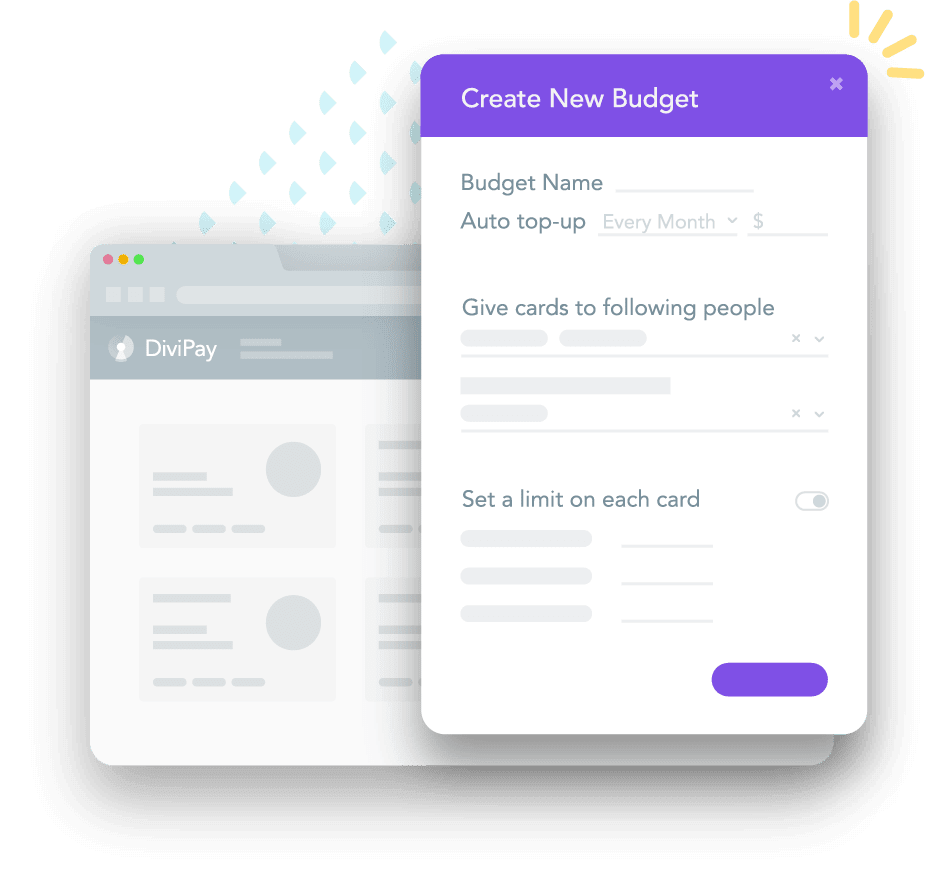 Create New Budget
Budget Name
Auto top-up Every Month $
Give cards to following people
Set a limit on each card
DiviPay